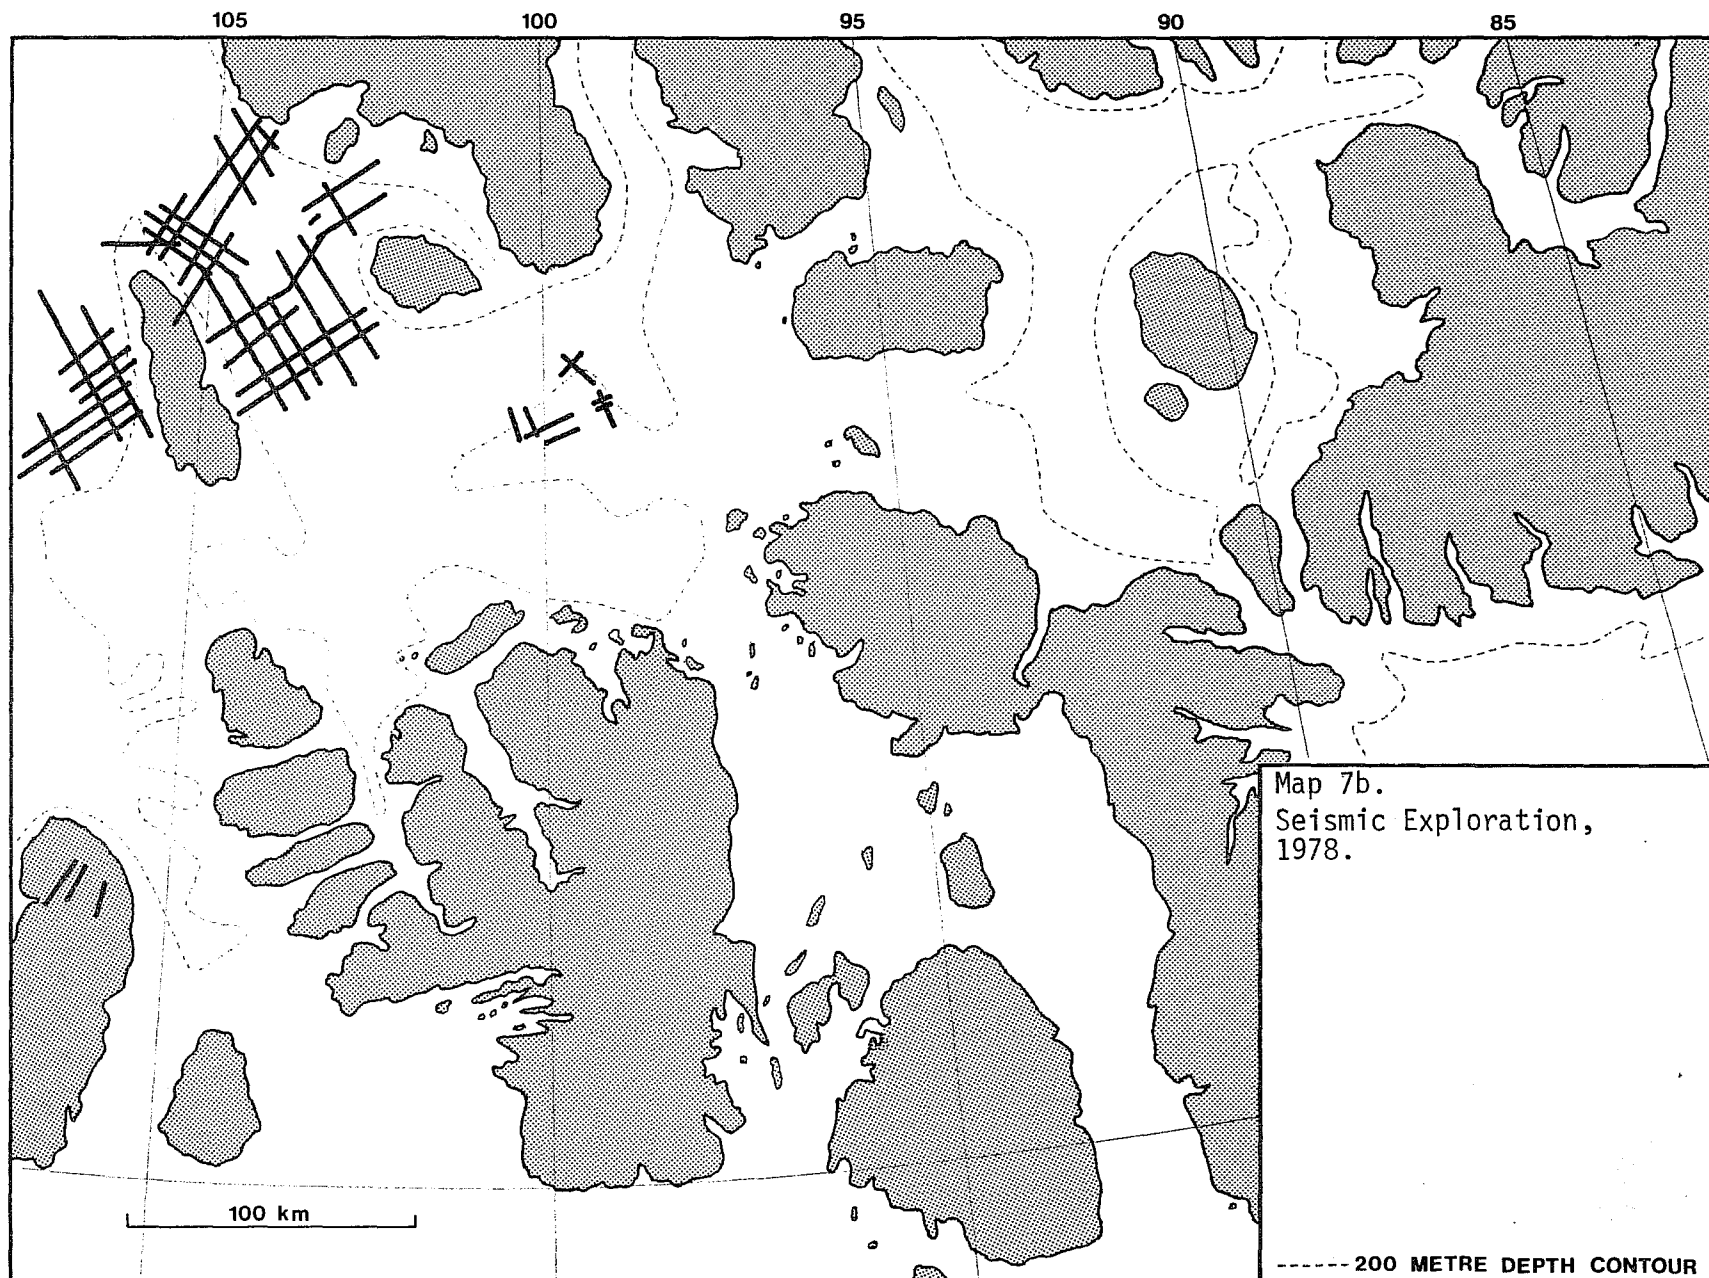 105 100 95 90 85
100 km
Map 7b.
Seismic Exploration,
1978.
200 METRE DEPTH CONTOUR